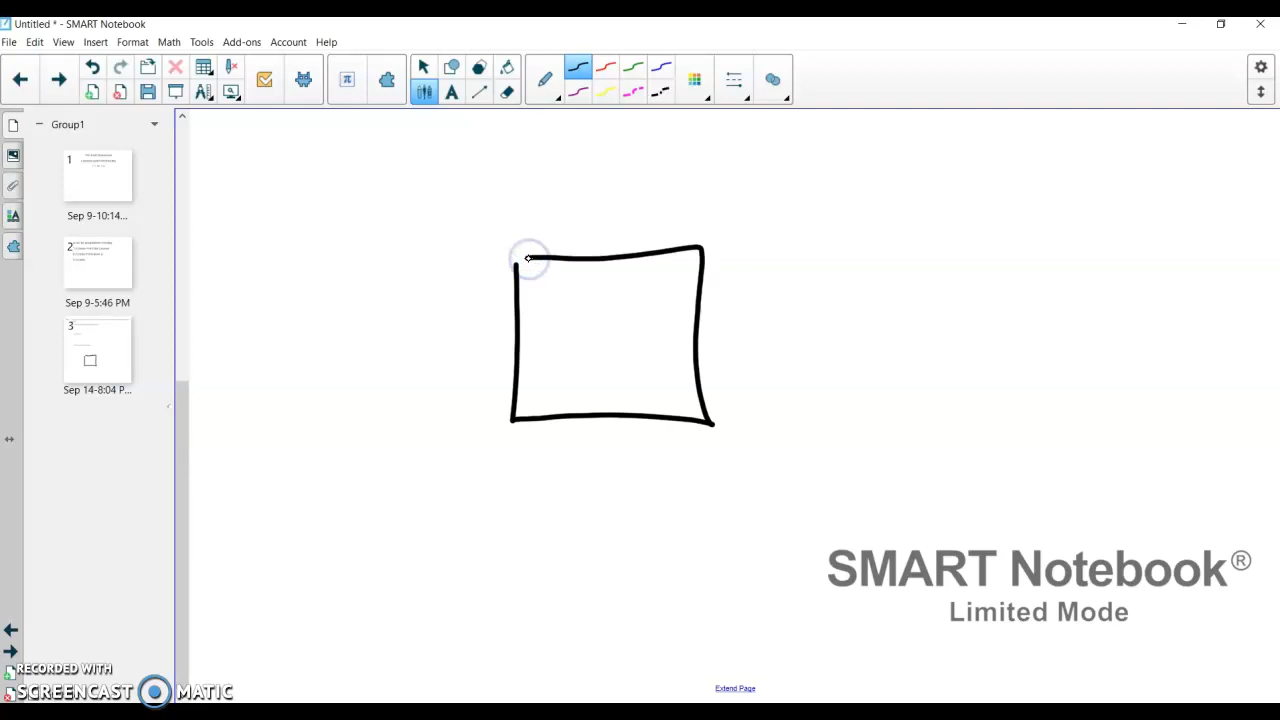 Untitled * - SMART Notebook
File Edit View Insert Format Math Tools Add-ons Account Help
Group1
1
Sep 9-10:14...
2
Sep 9-5:46 PM
3
Sep 14-8:04 P...
SMART Notebook®
Limited Mode
RECORDED WITH
SCREENCAST MATIC
Extend Page